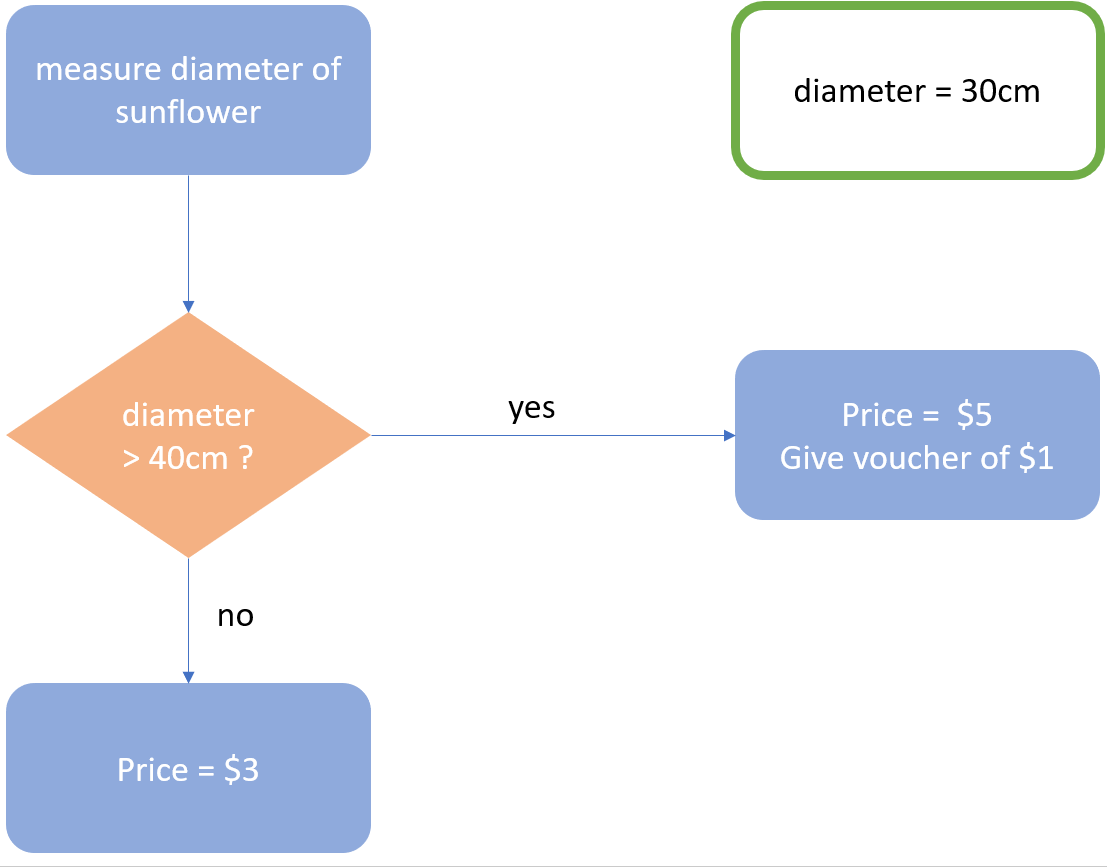 measure diameter of
sunflower
diameter = 30cm
diameter
> 40cm ?
yes
Price =  $5
Give voucher of $1
no
Price = $3